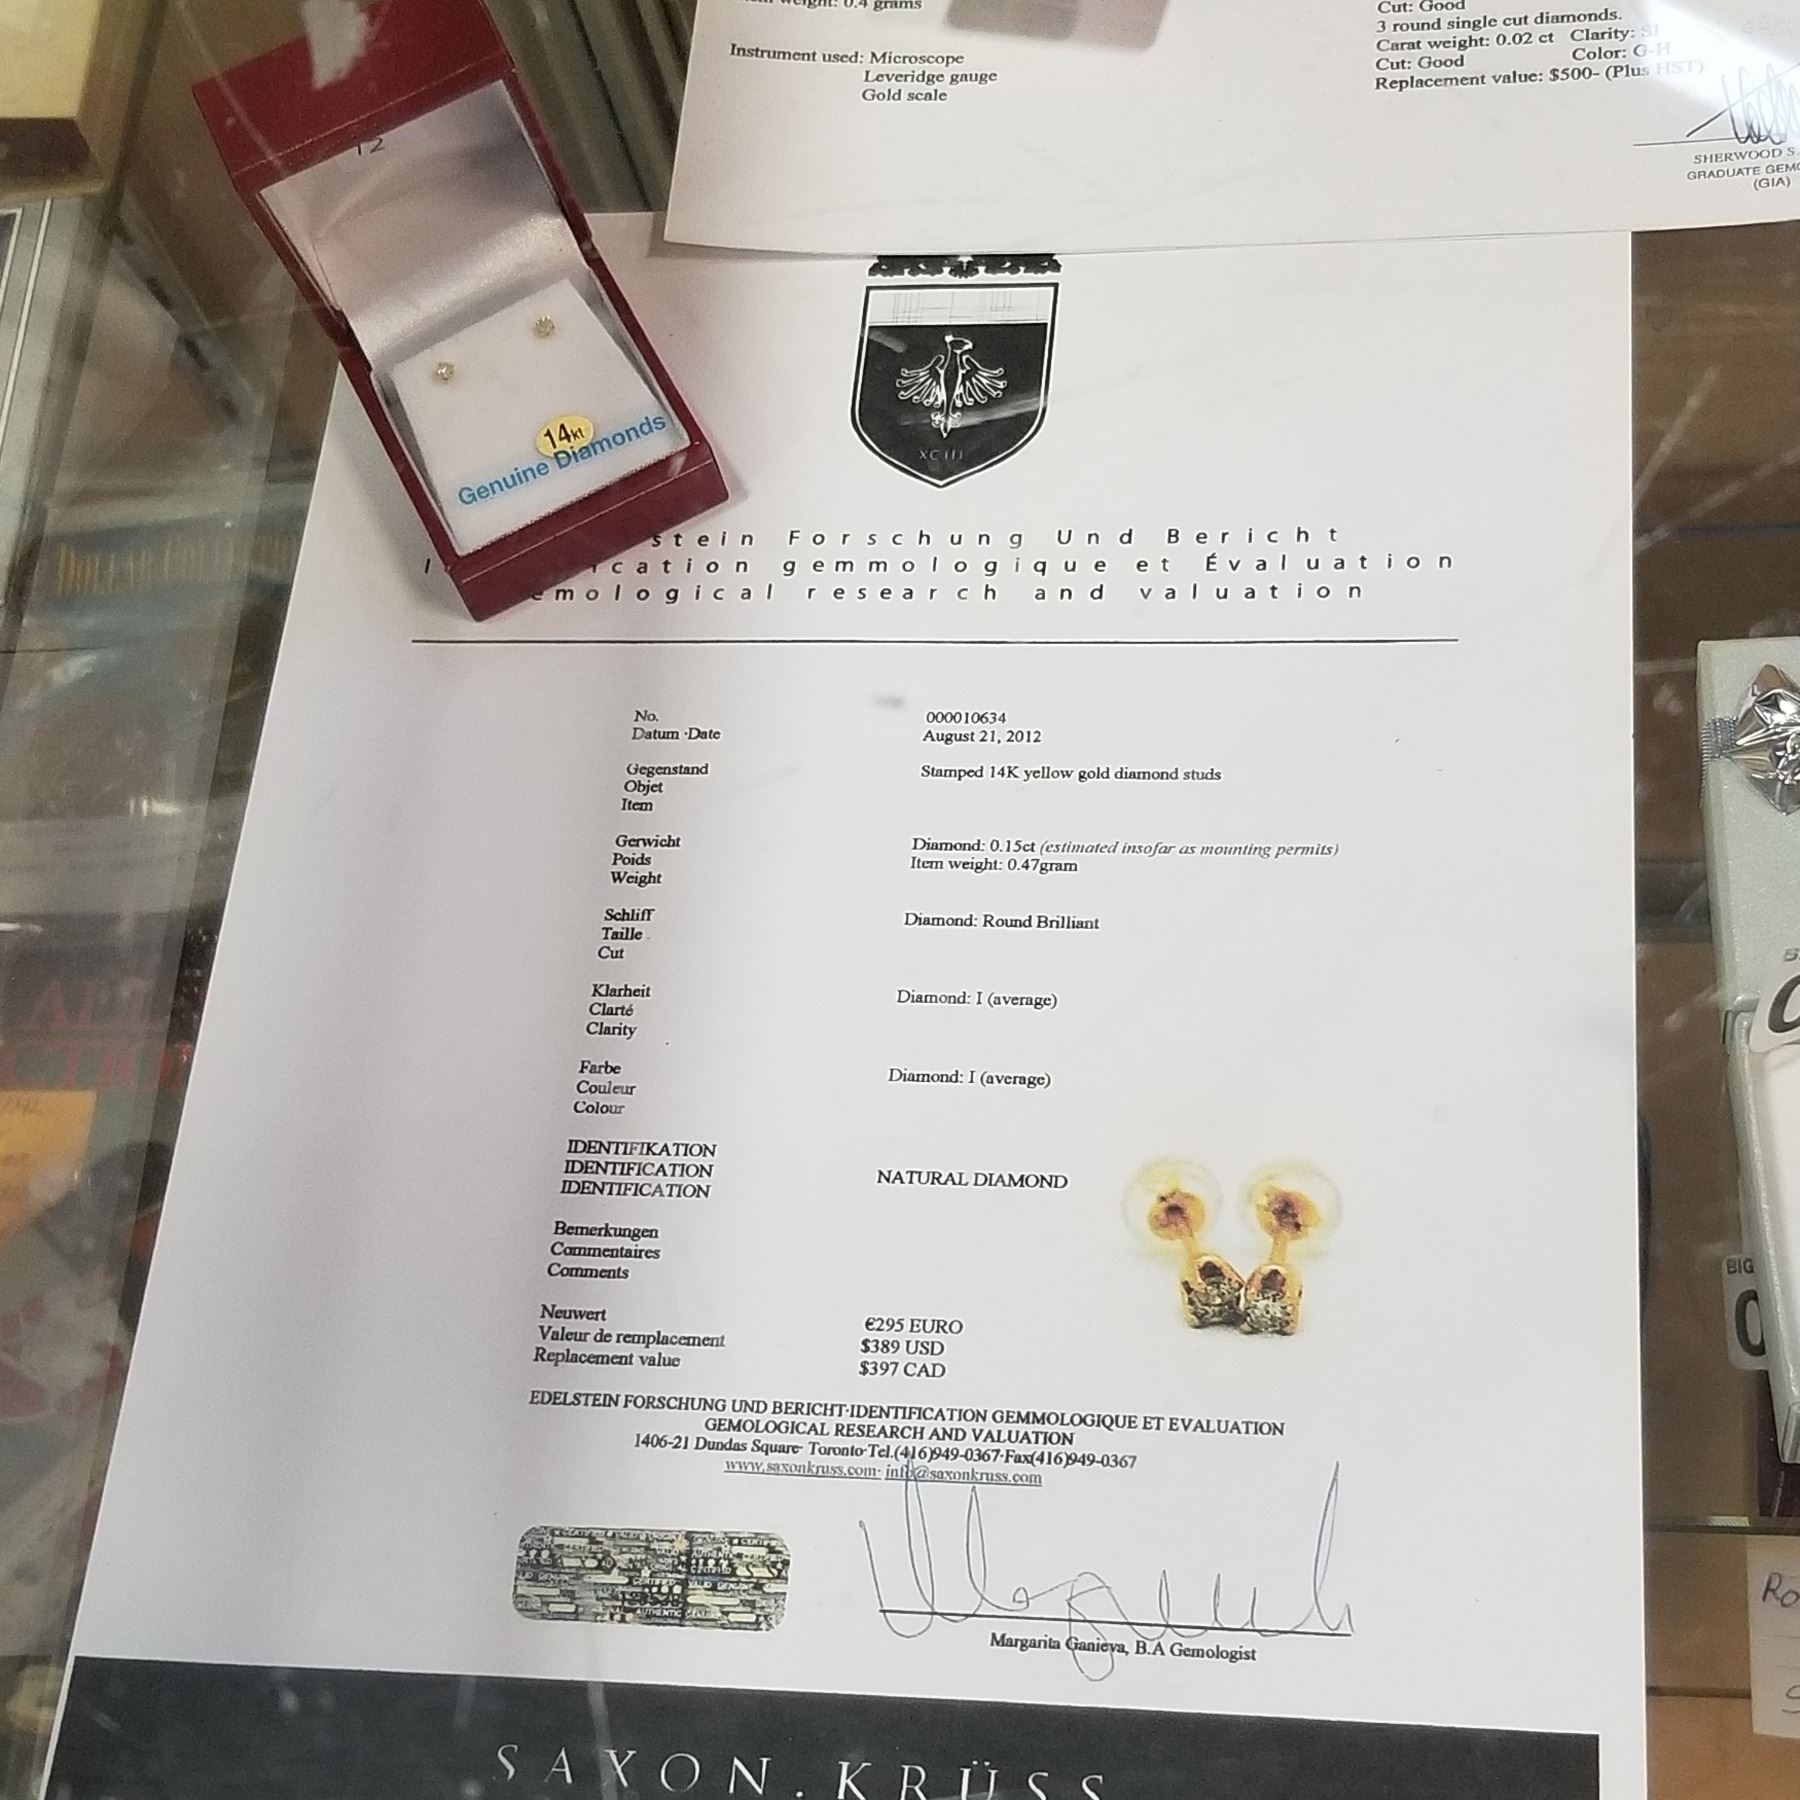 0.4 grams
Instrument used: Microscope
Leveridge gauge
Gold scale
Cut: Good
3 round single cut diamonds.
Carat weight: 0.02 ct Clarity: SI
Cut: Good Color: G-H
Replacement value: $500- (Plus HST)
SHERWOOD S.
GRADUATE GEMO
(GIA)
12
14kt
Genuine Diamonds
stein Forschung Und Bericht
I cation gemmologique et Évaluation
emological research and valuation
No. 000010634
Datum ·Date August 21, 2012
Gegenstand Stamped 14K yellow gold diamond studs
Objet
Item
Gerwicht Diamond: 0.15ct (estimated insofar as mounting permits)
Poids Item weight: 0.47gram
Weight
Schliff Diamond: Round Brilliant
Taille
Cut
Klarheit Diamond: I (average)
Clarté
Clarity
Farbe Diamond: I (average)
Couleur
Colour
IDENTIFIKATION
IDENTIFICATION NATURAL DIAMOND
IDENTIFICATION
Bemerkungen
Commentaires
Comments
Neuwert €295 EURO
Valeur de remplacement $389 USD
Replacement value $397 CAD
EDELSTEIN FORSCHUNG UND BERICHT·IDENTIFICATION GEMMOLOGIQUE ET EVALUATION
GEMOLOGICAL RESEARCH AND VALUATION
1406-21 Dundas Square· Toronto·Tel.(416)949-0367·Fax(416)949-0367
www.saxonkruss.com· info@saxonkruss.com
Margarita Ganieva, B.A Gemologist
SAXON.KRÜSS
BIG